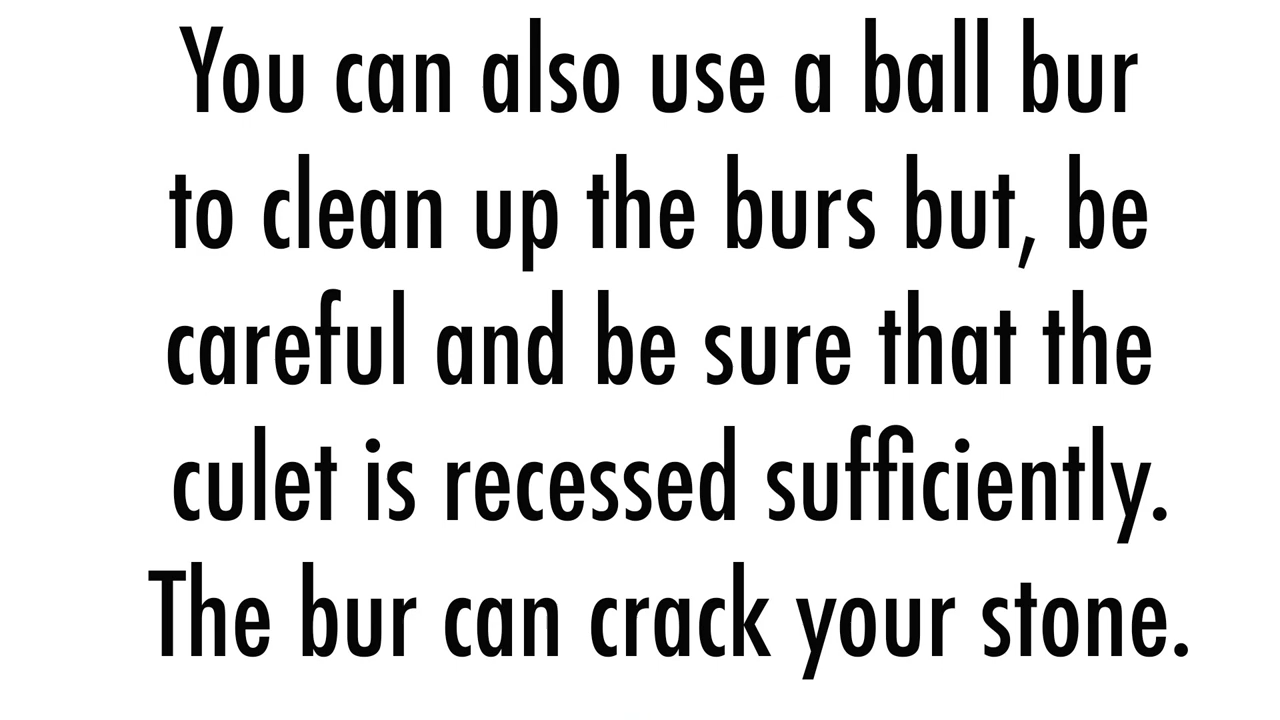 You can also use a ball bur
to clean up the burs but, be
careful and be sure that the
culet is recessed sufficiently.
The bur can crack your stone.